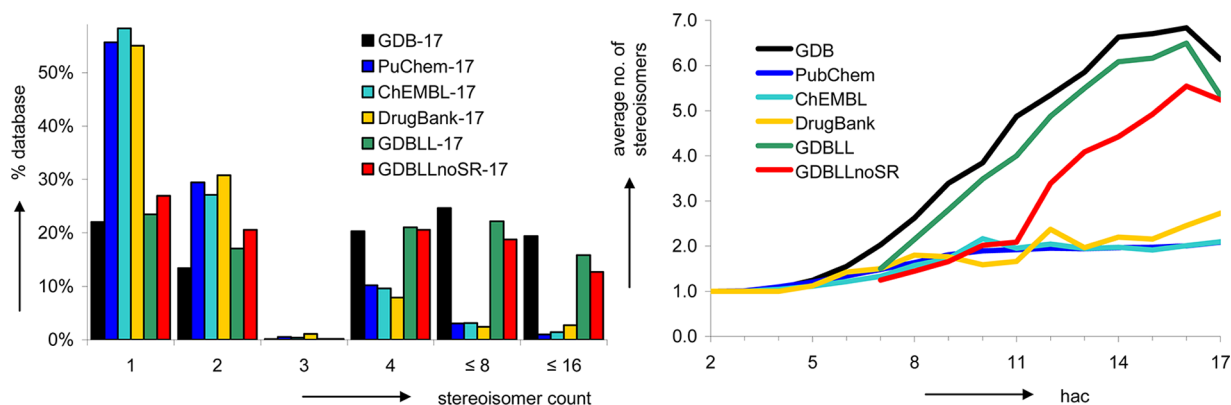 % database
50%
40%
30%
20%
10%
0%
GDB-17
PuChem-17
ChEMBL-17
DrugBank-17
GDBLL-17
GDBLLnoSR-17
1 2 3 4 ≤ 8 ≤ 16
stereoisomer count
average no. of
stereoisomers
7.0
6.0
5.0
4.0
3.0
2.0
1.0
0.0
GDB
PubChem
ChEMBL
DrugBank
GDBLL
GDBLLnoSR
2 5 8 11 14 17
hac